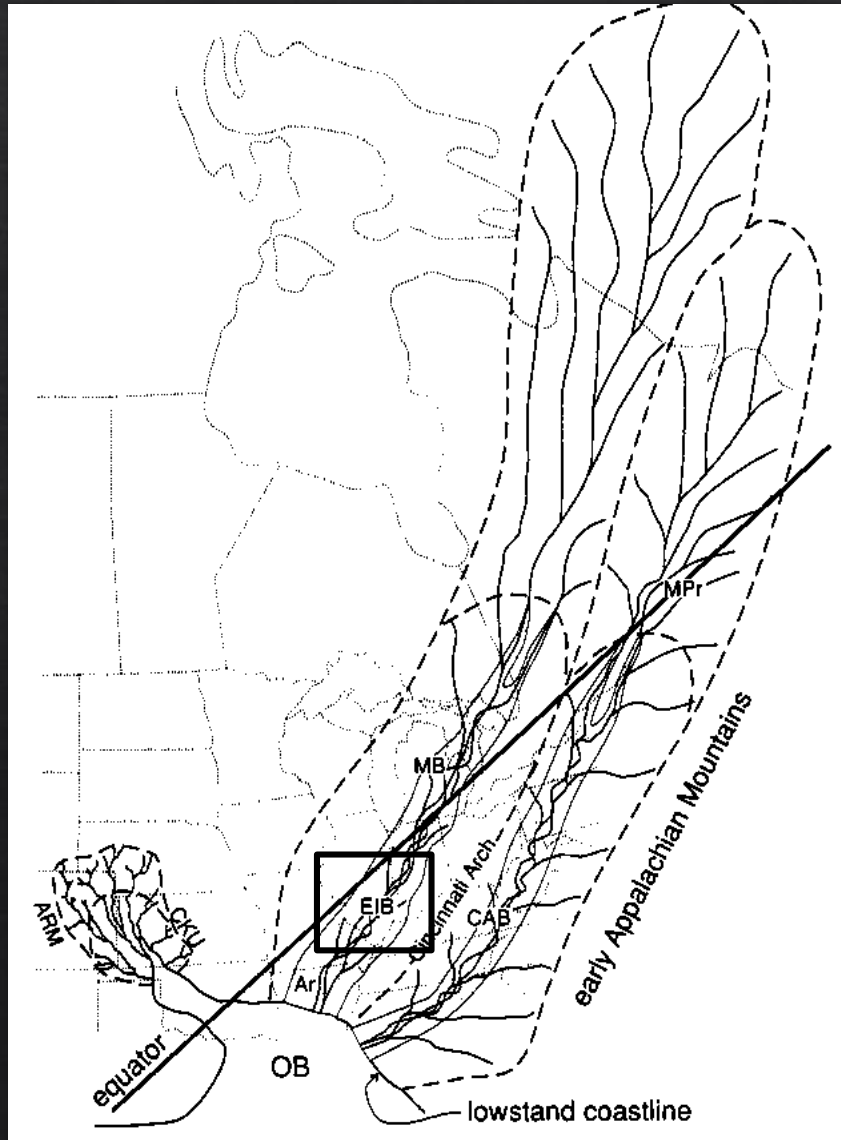 MPr
MB
early Appalachian Mountains
Cincinnati Arch
EIB
CAB
ARM
CKU
Ar
equator
OB
lowstand coastline